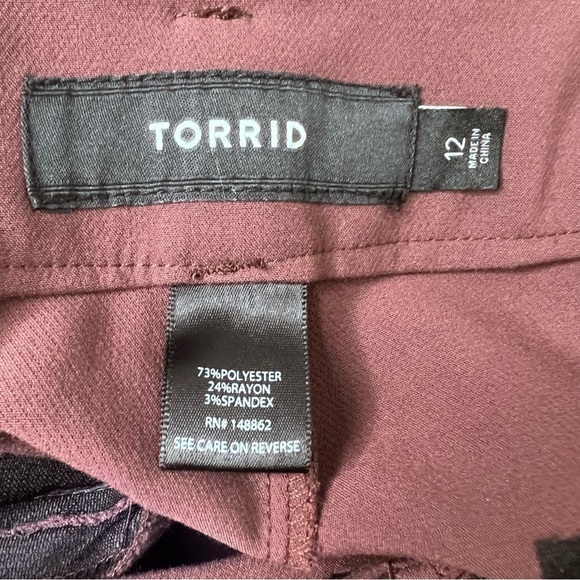 TORRID
12
MADE IN
CHINA
73%POLYESTER
24%RAYON
3%SPANDEX
RN# 148862
SEE CARE ON REVERSE